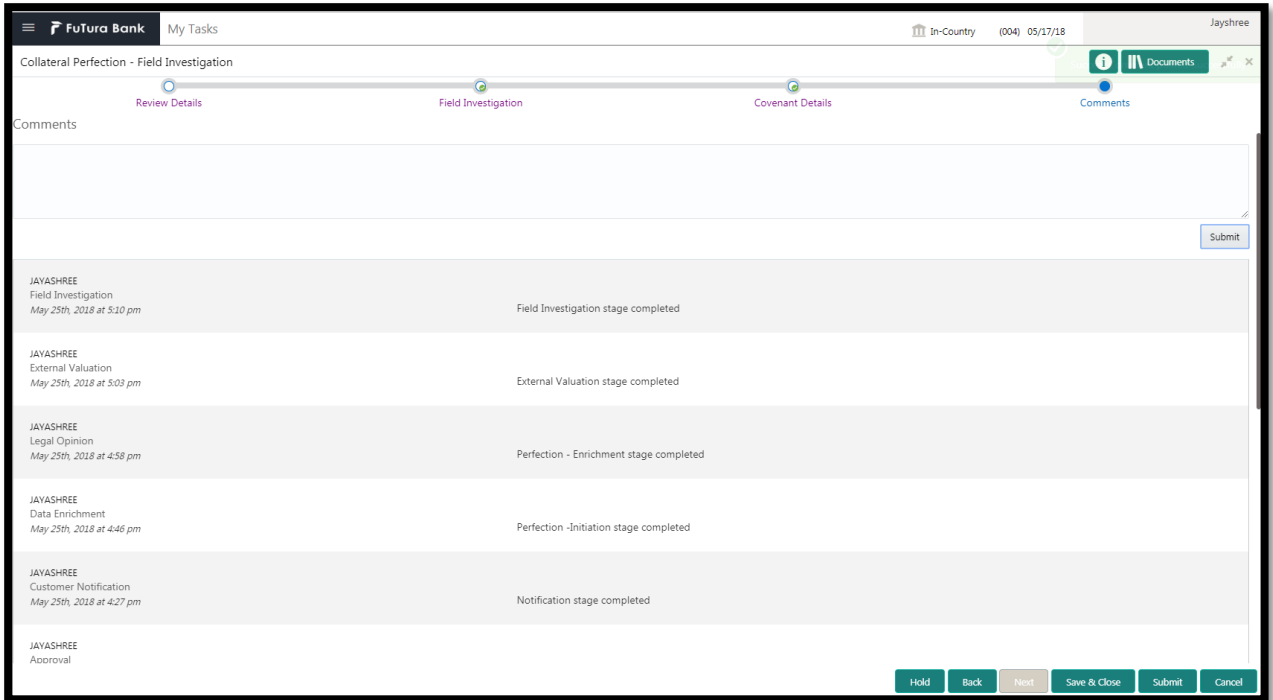 FuTura Bank
My Tasks
In-Country (004) 05/17/18
Jayshree
Collateral Perfection - Field Investigation
i Documents
Review Details
Field Investigation
Covenant Details
Comments
Comments
Submit
JAYASHREE
Field Investigation
May 25th, 2018 at 5:10 pm
Field Investigation stage completed
JAYASHREE
External Valuation
May 25th, 2018 at 5:03 pm
External Valuation stage completed
JAYASHREE
Legal Opinion
May 25th, 2018 at 4:58 pm
Perfection - Enrichment stage completed
JAYASHREE
Data Enrichment
May 25th, 2018 at 4:46 pm
Perfection -Initiation stage completed
JAYASHREE
Customer Notification
May 25th, 2018 at 4:27 pm
Notification stage completed
JAYASHREE
Approval
Hold Back Next Save & Close Submit Cancel